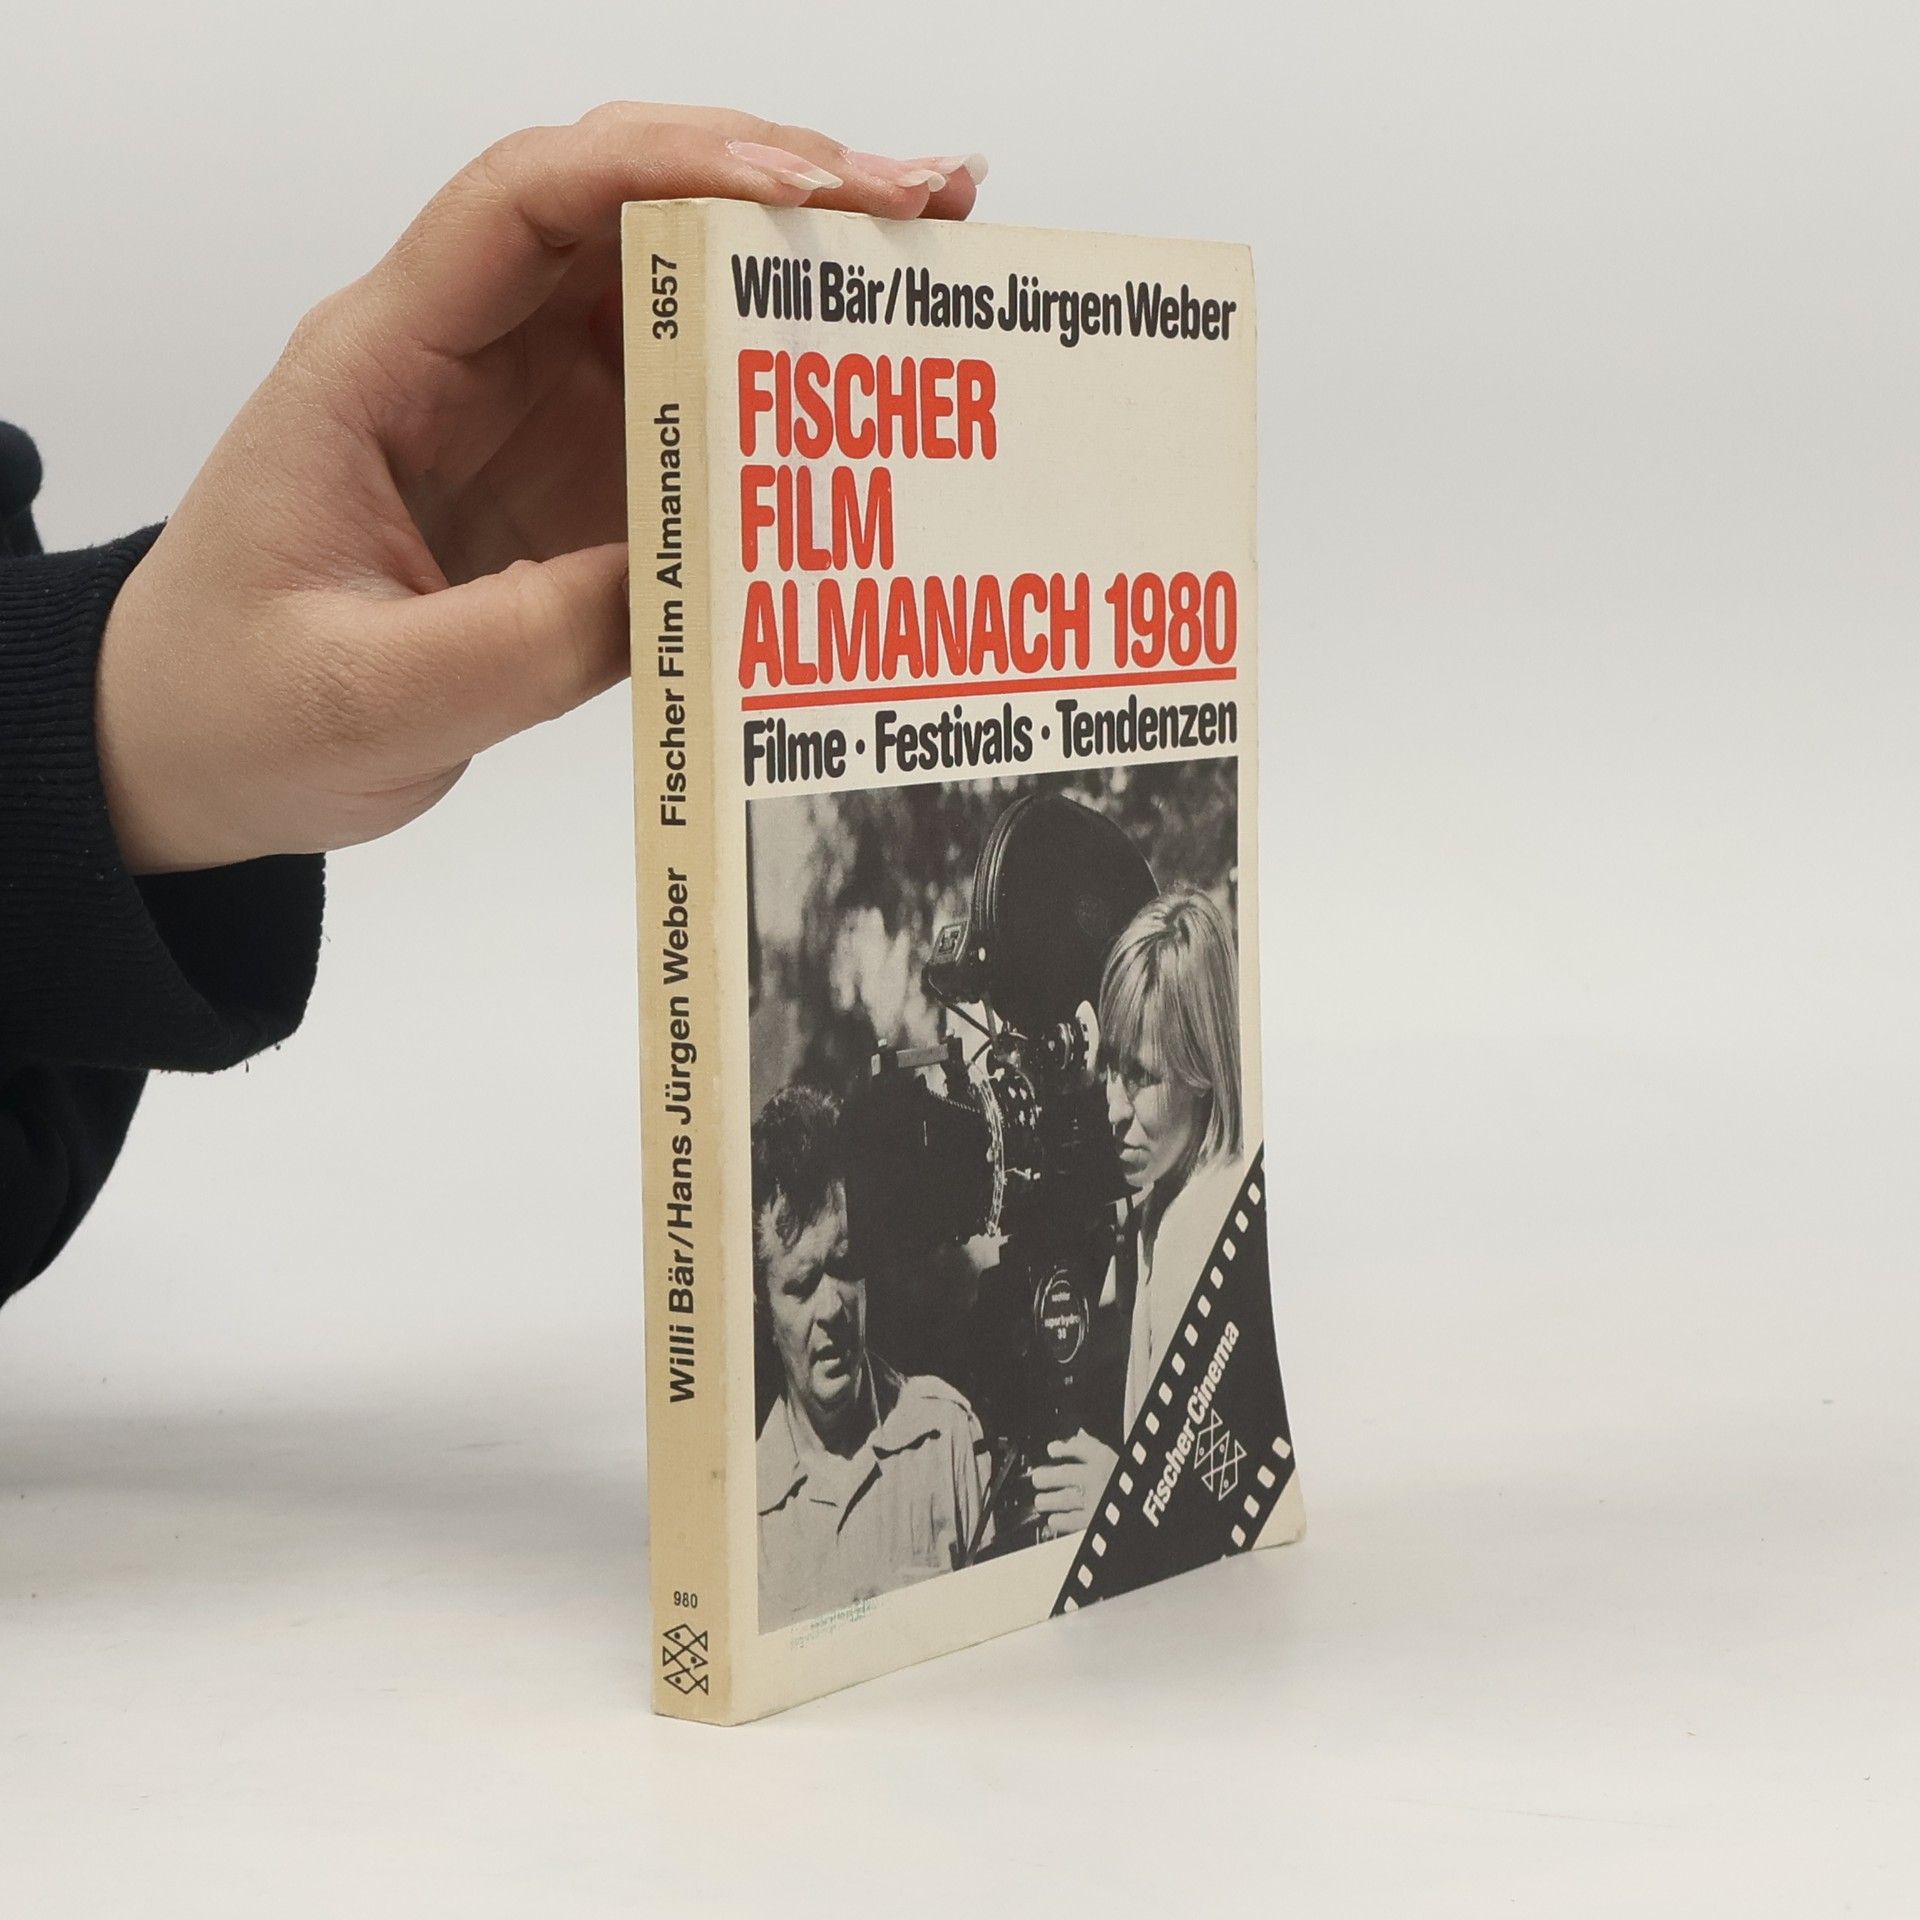 Willi Bär/Hans Jürgen Weber
FISCHER
FILM
ALMANACH 1980
Filme · Festivals · Tendenzen
Fischer Cinema
Willi Bär/Hans Jürgen Weber Fischer Film Almanach 3657
980